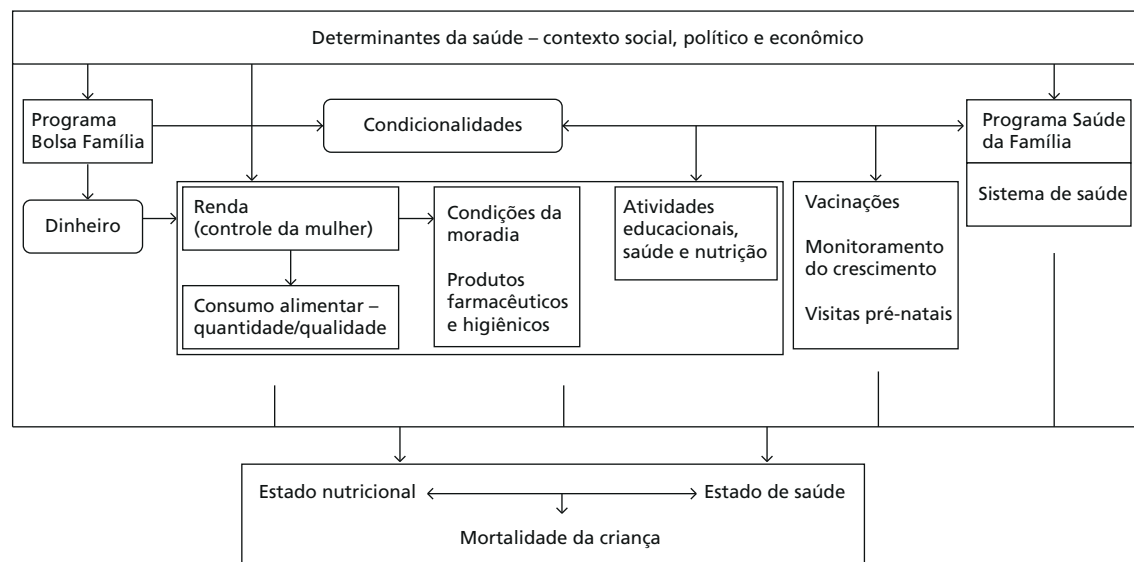 Determinantes da saúde – contexto social, político e econômico
Programa
Bolsa Família
Condicionalidades
Programa Saúde
da Família
Sistema de saúde
Dinheiro
Renda
(controle da mulher)
Consumo alimentar –
quantidade/qualidade
Condições da
moradia
Produtos
farmacêuticos
e higiênicos
Atividades
educacionais,
saúde e nutrição
Vacinações
Monitoramento
do crescimento
Visitas pré-natais
Estado nutricional
Estado de saúde
Mortalidade da criança